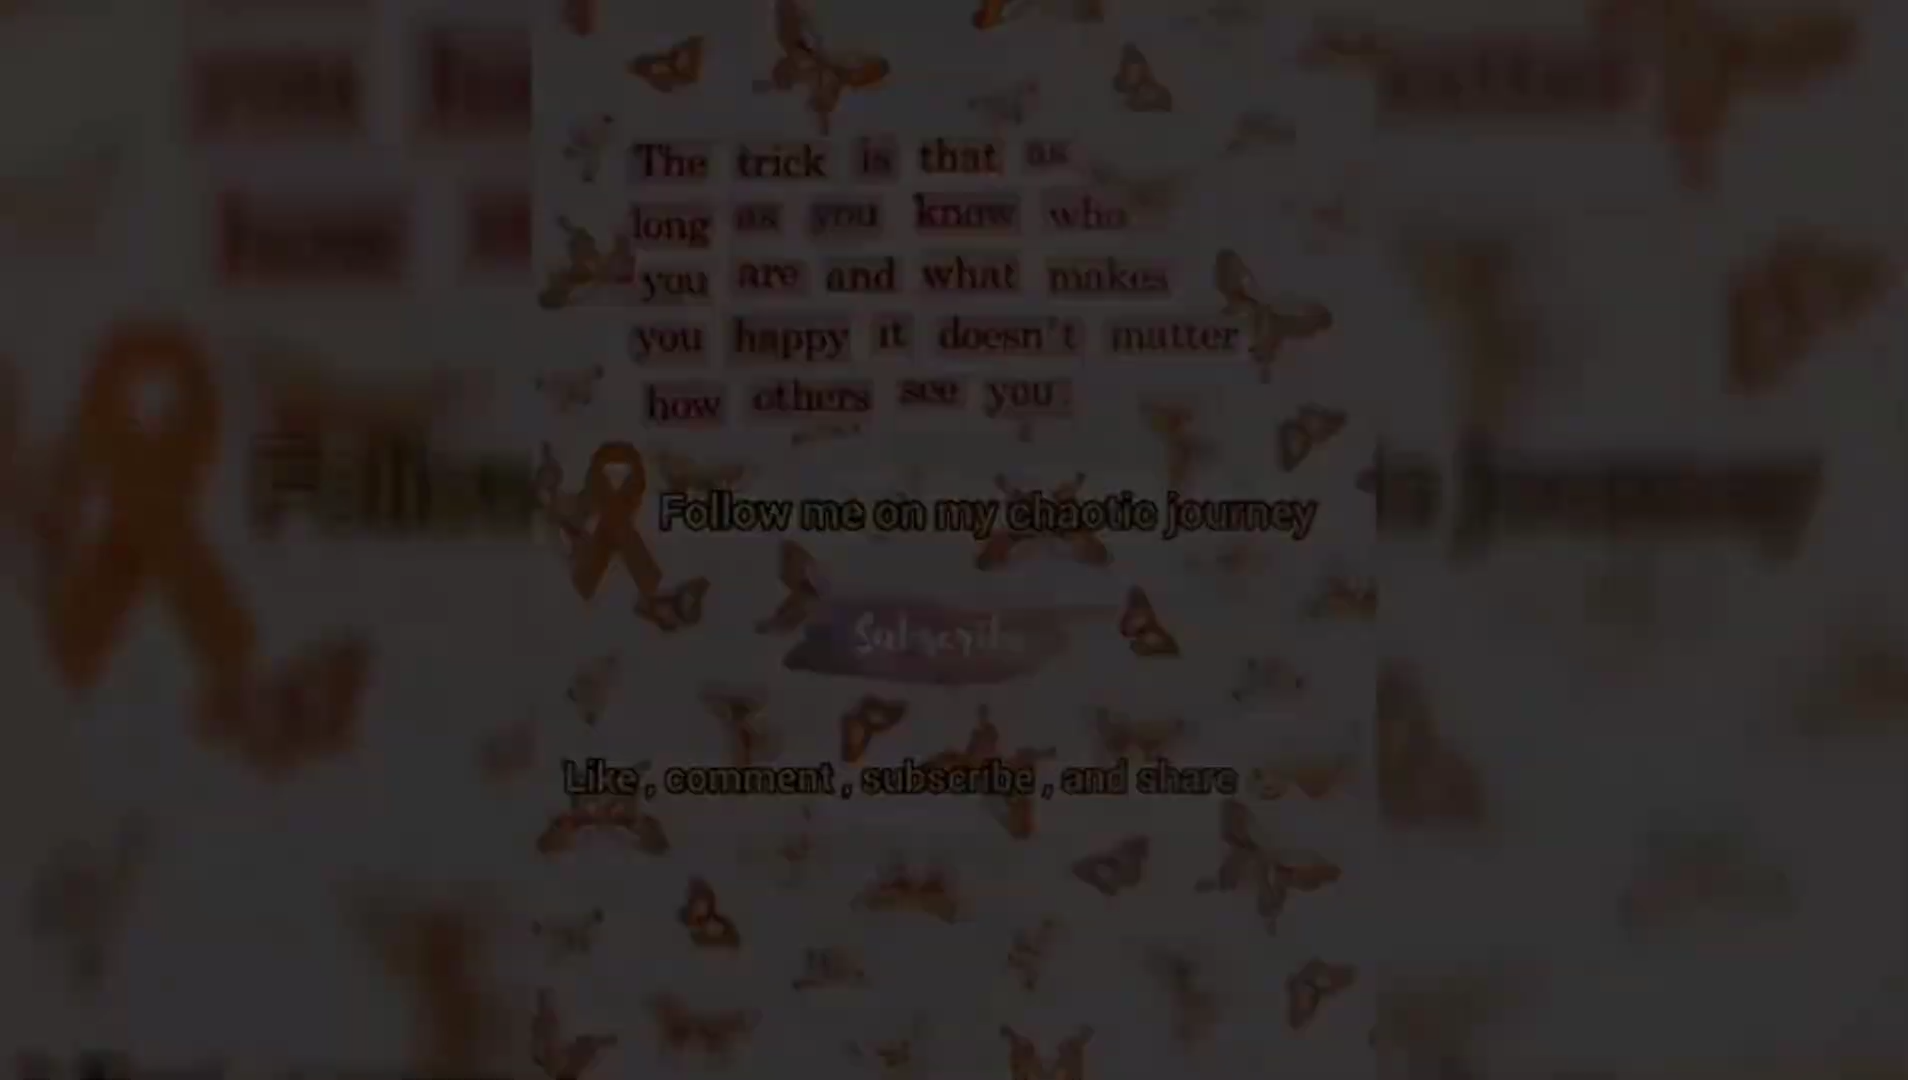 The trick is that as
long as you know who
you are and what makes
you happy it doesn't matter
how others see you
Follow me on my chaotic journey
Subscribe
Like, comment, subscribe, and share